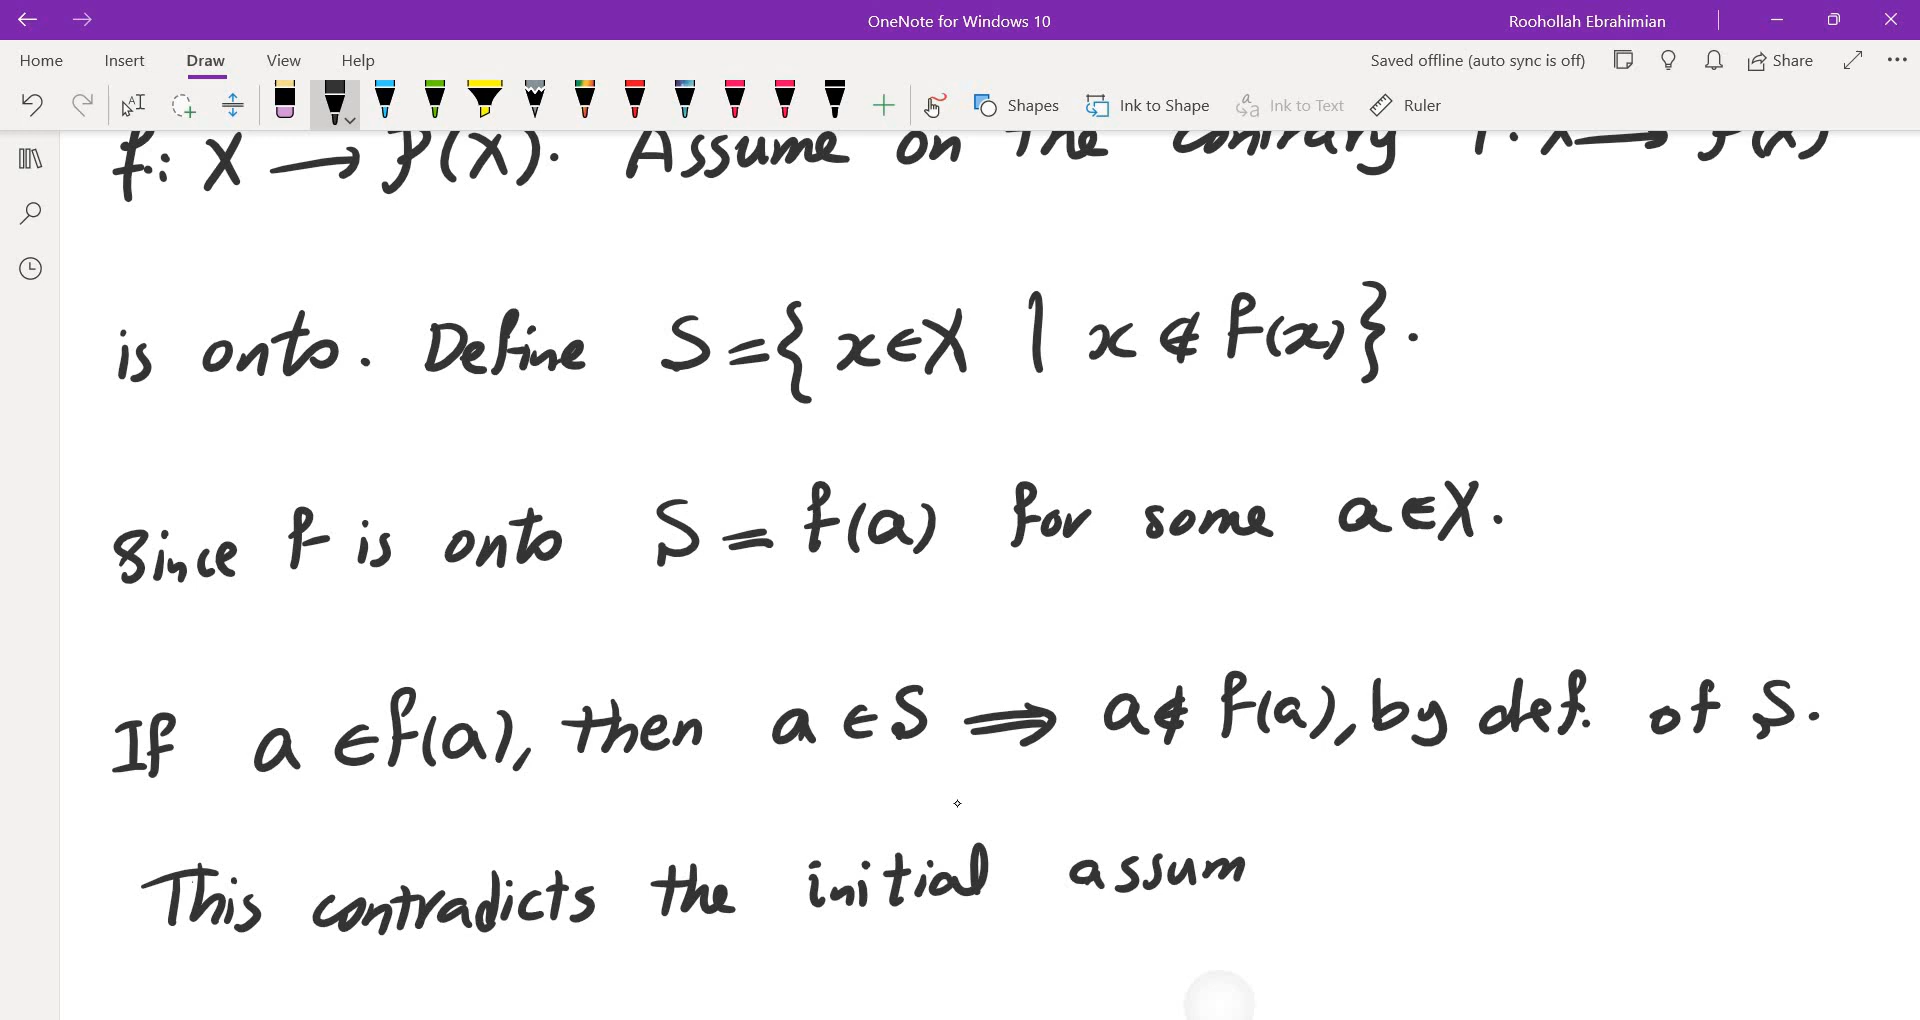 OneNote for Windows 10
Roohollah Ebrahimian
Home Insert Draw View Help
Saved offline (auto sync is off) Share
Shapes Ink to Shape Ink to Text Ruler
f: X → P(X). Assume on the contrary f: X → P(X)
is onto. Define S = { x ∈ X | x ∉ f(x) }.
Since f is onto S = f(a) for some a ∈ X.
If a ∈ f(a), then a ∈ S ⟹ a ∉ f(a), by def. of S.
This contradicts the initial assum